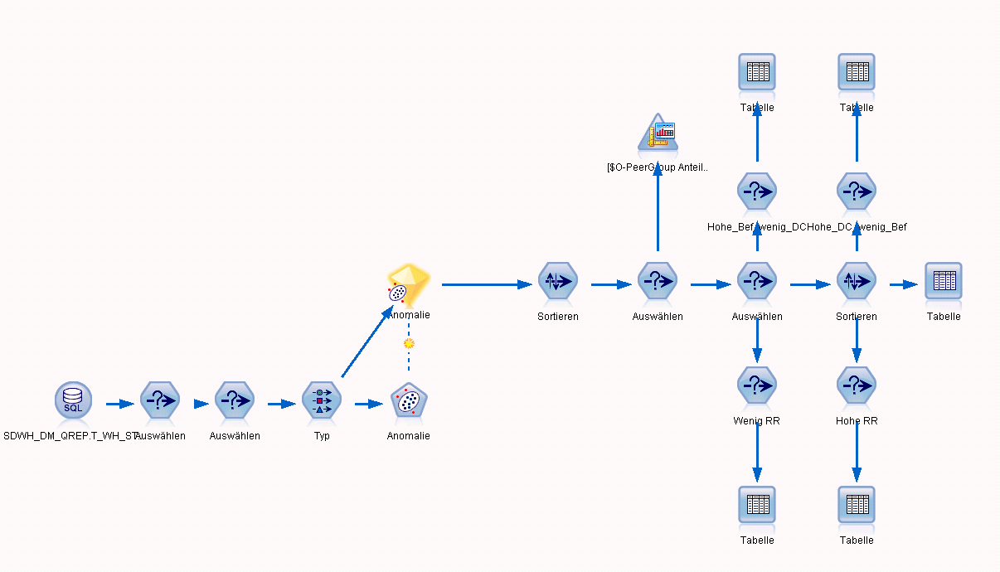 Tabelle
Tabelle
[$O-PeerGroup Anteil..
Hohe_Bef_wenig_DC
Hohe_DC_wenig_Bef
Anomalie
Sortieren
Auswählen
Auswählen
Sortieren
Tabelle
SQL
SDWH_DM_QREP.T_WH_ST
Auswählen
Auswählen
Typ
Anomalie
Wenig RR
Hohe RR
Tabelle
Tabelle